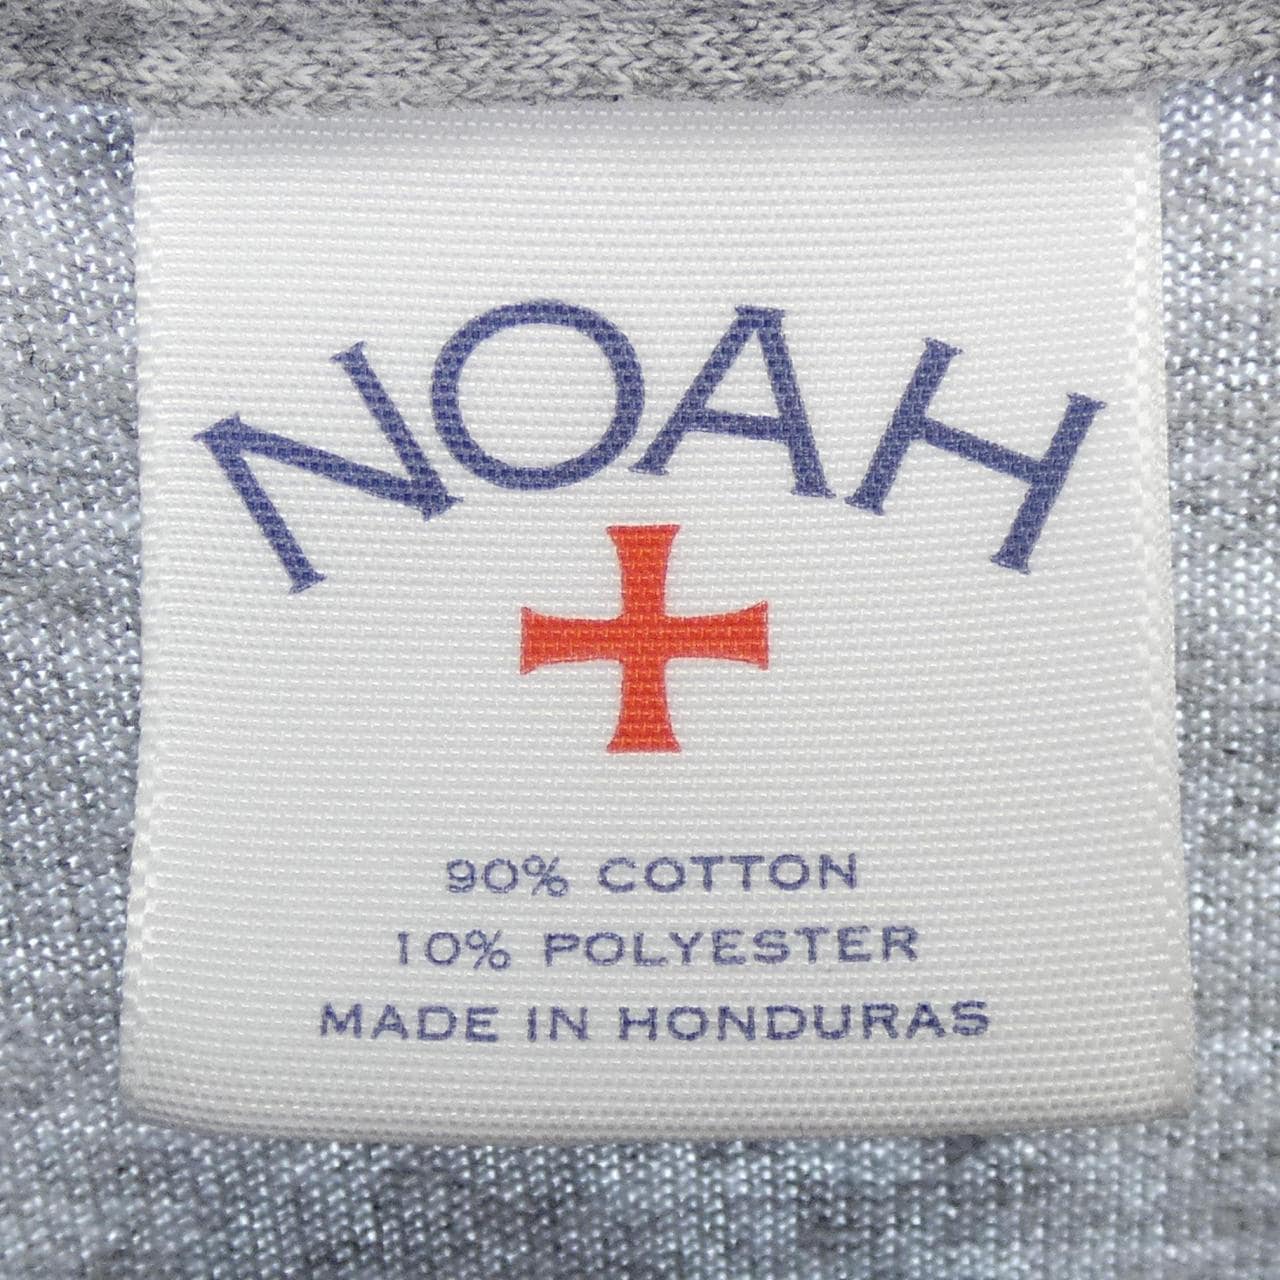 NOAH
90% COTTON
10% POLYESTER
MADE IN HONDURAS